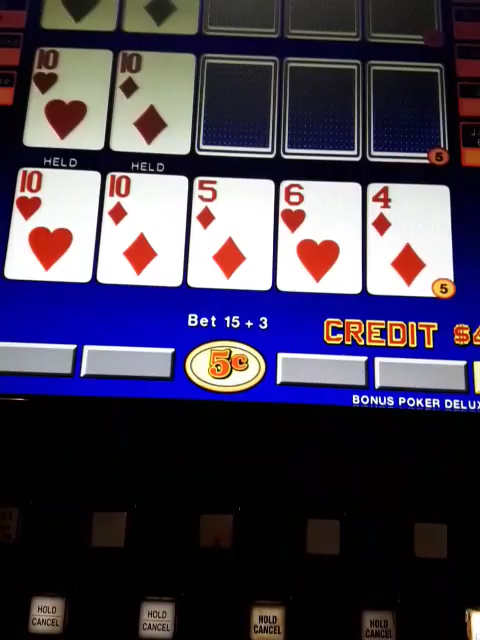 10 10
5
HELD HELD
10 10 5 6 4
5
Bet 15 + 3
CREDIT $4
5¢
BONUS POKER DELUX
HOLD CANCEL HOLD CANCEL HOLD CANCEL HOLD CANCEL